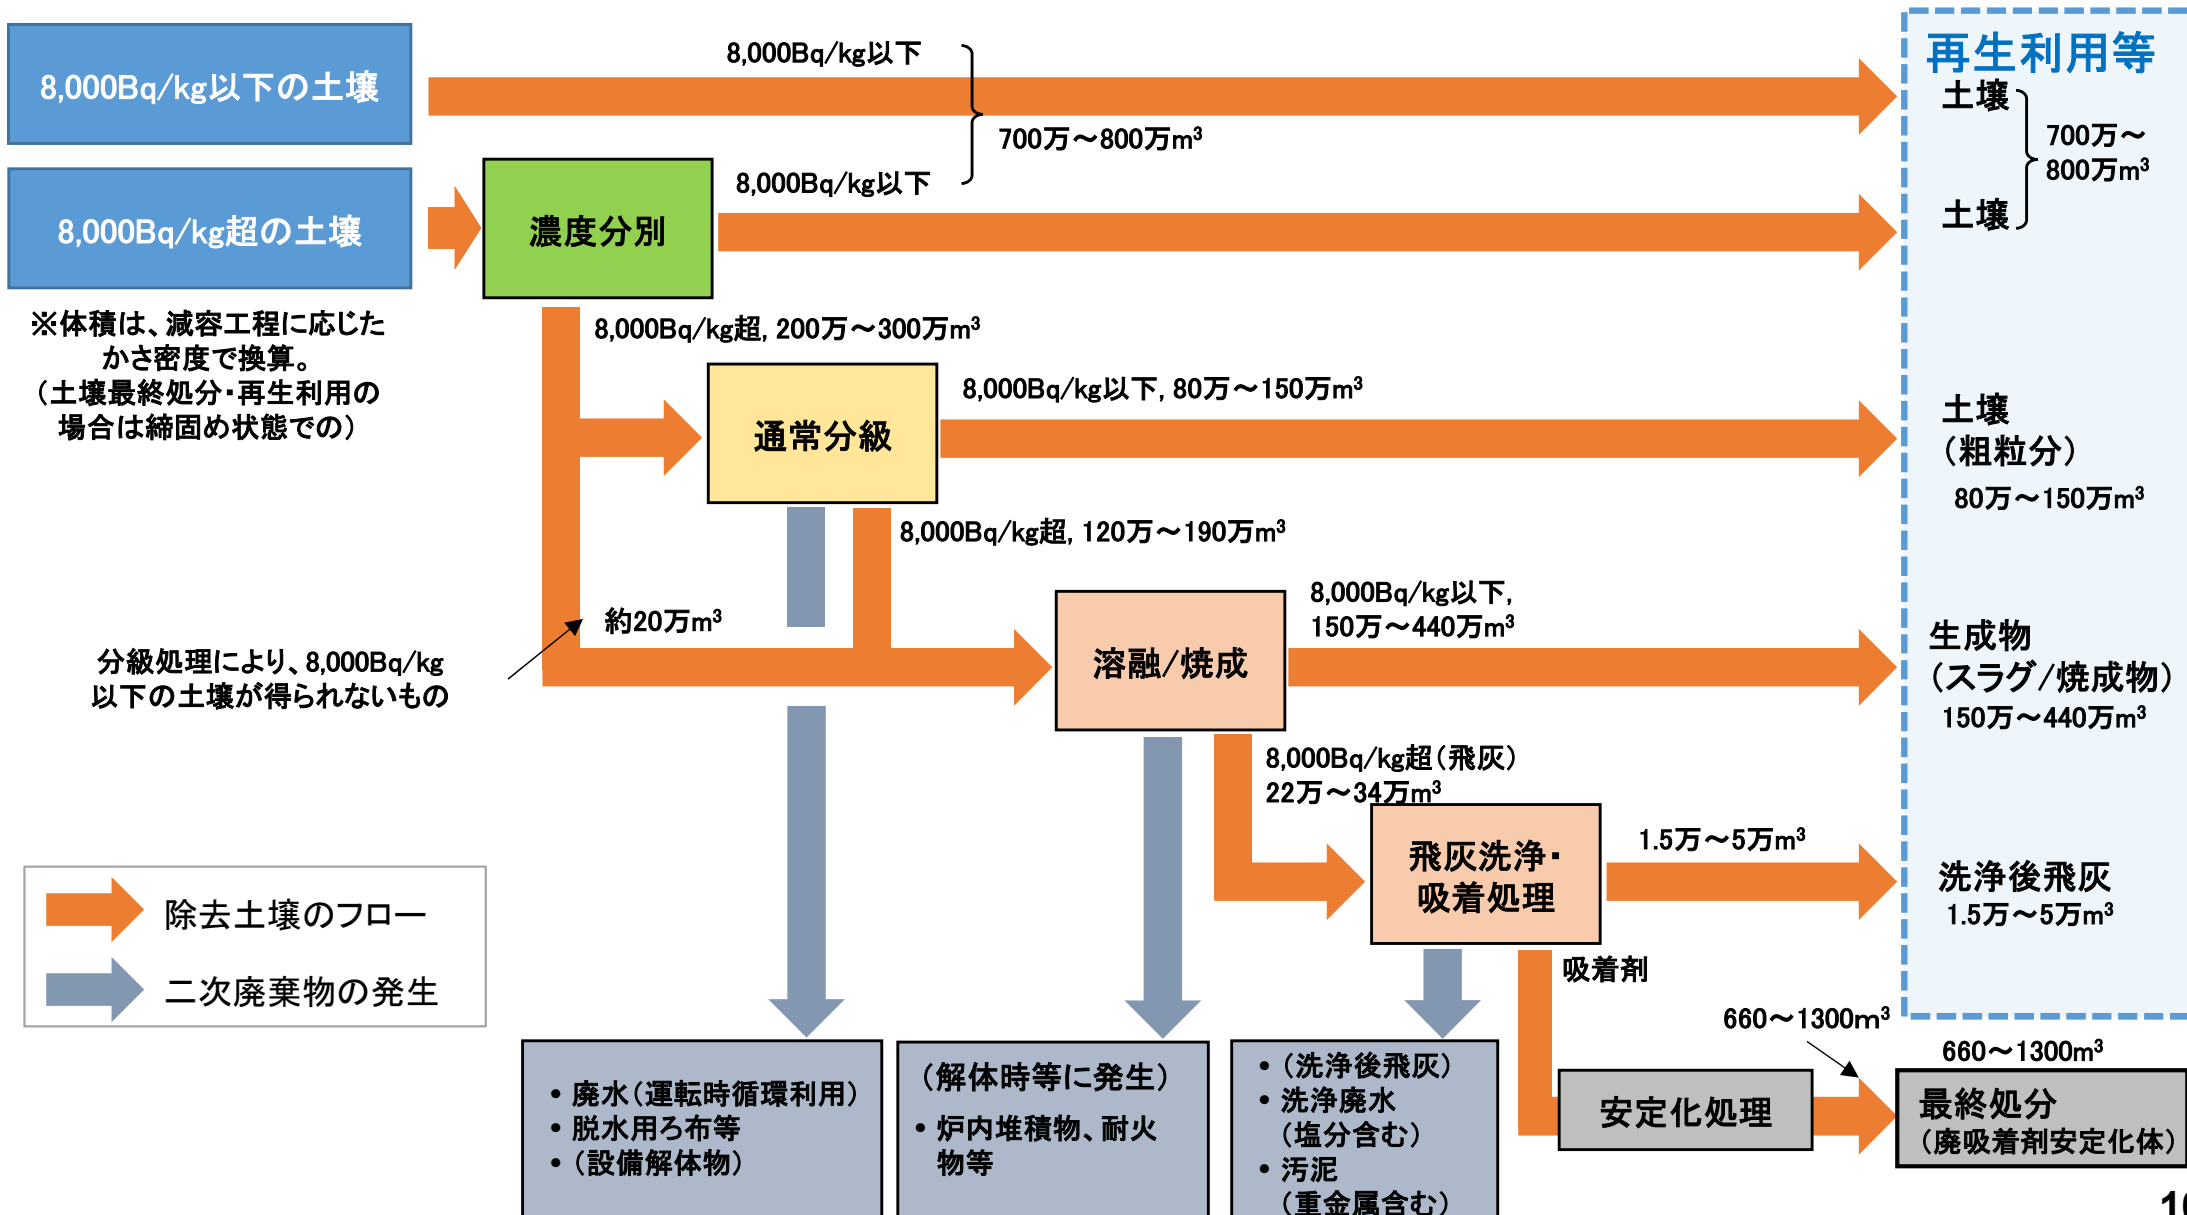 8,000Bq/kg以下の土壌
8,000Bq/kg以下
700万～800万m³
再生利用等
土壌
700万～
800万m³
土壌
8,000Bq/kg超の土壌
濃度分別
8,000Bq/kg以下
※体積は、減容工程に応じた
かさ密度で換算。
（土壌最終処分・再生利用の
場合は締固め状態での）
8,000Bq/kg超, 200万～300万m³
通常分級
8,000Bq/kg以下, 80万～150万m³
土壌
（粗粒分）
80万～150万m³
8,000Bq/kg超, 120万～190万m³
約20万m³
分級処理により、8,000Bq/kg
以下の土壌が得られないもの
溶融/焼成
8,000Bq/kg以下,
150万～440万m³
生成物
（スラグ/焼成物）
150万～440万m³
8,000Bq/kg超（飛灰）
22万～34万m³
飛灰洗浄・
吸着処理
1.5万～5万m³
洗浄後飛灰
1.5万～5万m³
除去土壌のフロー
二次廃棄物の発生
吸着剤
660～1300m³
660～1300m³
安定化処理
最終処分
（廃吸着剤安定化体）
• 廃水（運転時循環利用）
• 脱水用ろ布等
• （設備解体物）
（解体時等に発生）
• 炉内堆積物、耐火
物等
• （洗浄後飛灰）
• 洗浄廃水
（塩分含む）
• 汚泥
（重金属含む）